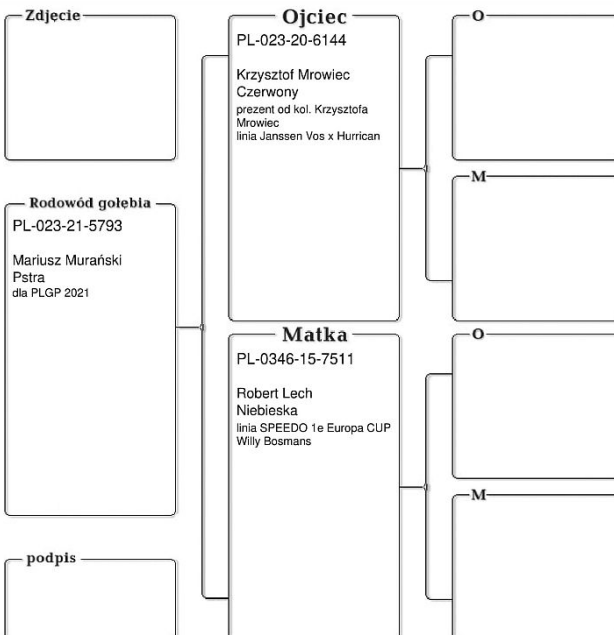 Zdjęcie
Rodowód gołębia
PL-023-21-5793
Mariusz Murański
Pstra
dla PLGP 2021
podpis
Ojciec
PL-023-20-6144
Krzysztof Mrowiec
Czerwony
prezent od kol. Krzysztofa
Mrowiec
linia Janssen Vos x Hurrican
Matka
PL-0346-15-7511
Robert Lech
Niebieska
linia SPEEDO 1e Europa CUP
Willy Bosmans
O
M
O
M